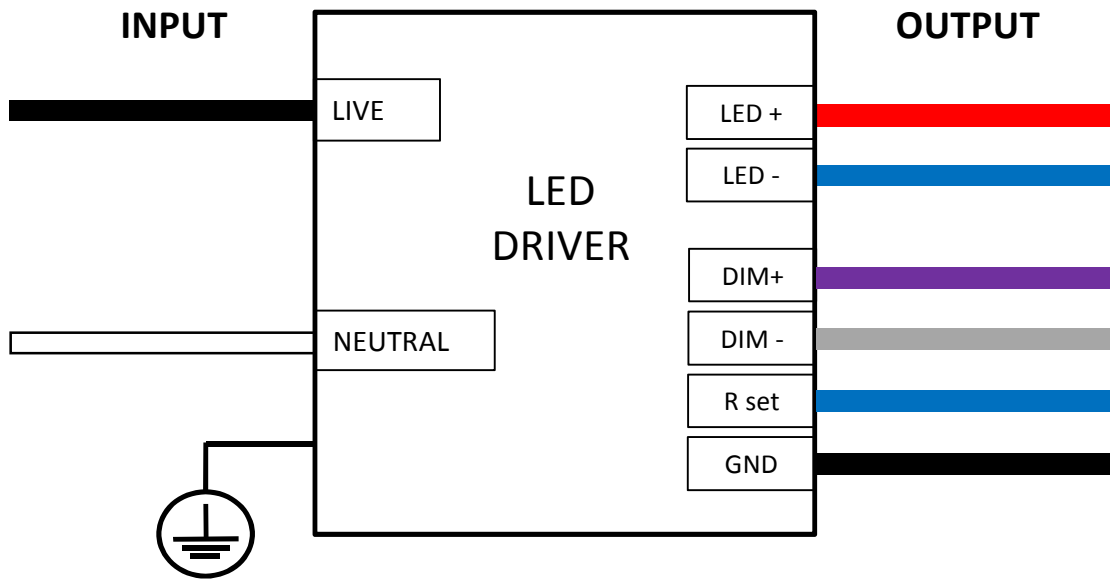 INPUT
OUTPUT
LIVE
NEUTRAL
LED
DRIVER
LED +
LED -
DIM+
DIM -
R set
GND